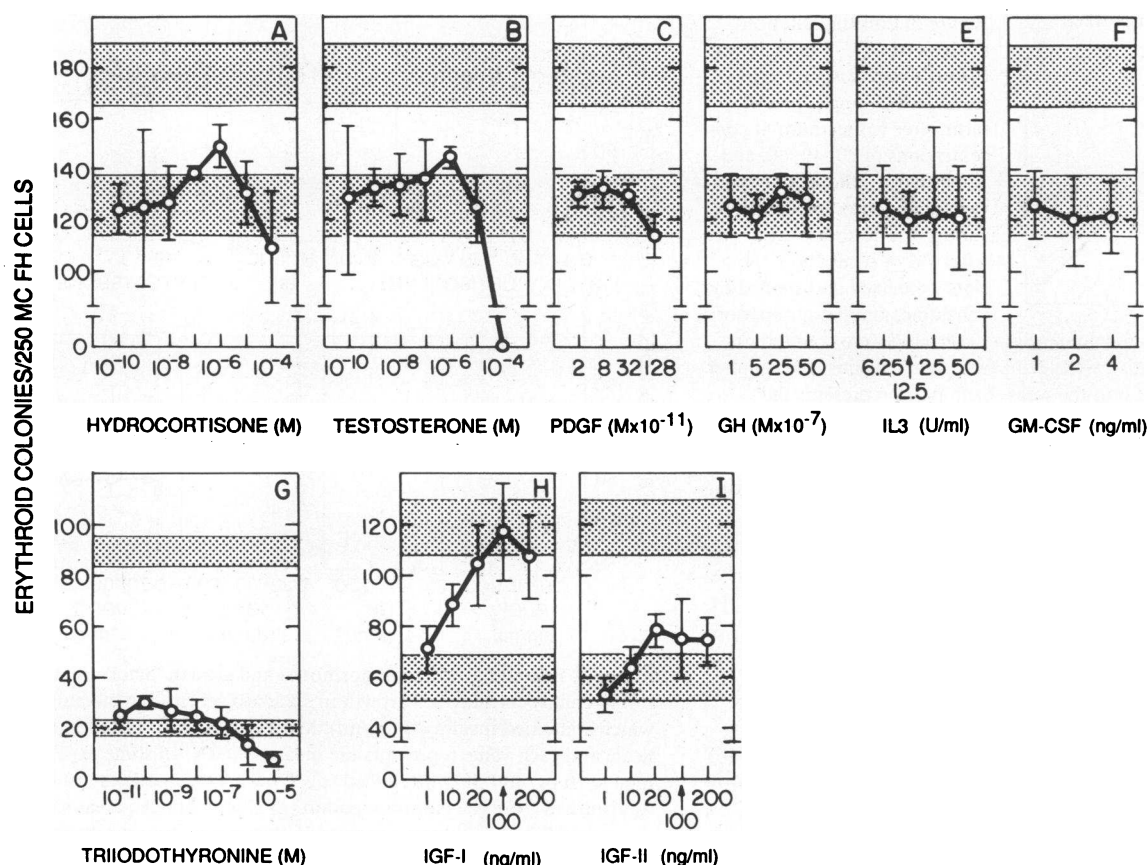 ERYTHROID COLONIES/250 MC FH CELLS
A B C D E F
180
160
140
120
100
0
10-10 10-8 10-6 10-4
10-10 10-8 10-6 10-4
2 8 32 128
1 5 25 50
6.25 ↑ 25 50
12.5
1 2 4
HYDROCORTISONE (M) TESTOSTERONE (M) PDGF (Mx10-11) GH (Mx10-7) IL3 (U/ml) GM-CSF (ng/ml)
G H I
100
80
60
40
20
0
120
100
80
60
40
0
10-11 10-9 10-7 10-5
1 10 20 ↑ 200
100
1 10 20 ↑ 200
100
TRIIODOTHYRONINE (M) IGF-I (ng/ml) IGF-II (ng/ml)